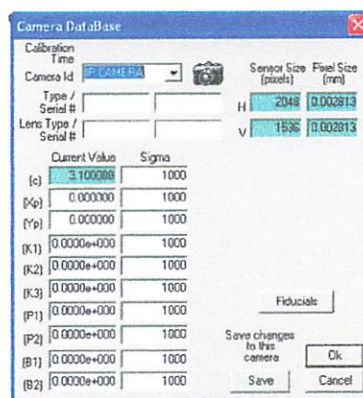 Camera DataBase
Calibration Time
Camera Id IP CAMERA
Type / Serial #
Lens Type / Serial #
Sensor Size (pixels) Pixel Size (mm)
H 2048 0.002813
V 1536 0.002813
Current Value Sigma
(c) 3.100000 1000
(Xp) 0.000000 1000
(Yp) 0.000000 1000
(K1) 0.0000e+000 1000
(K2) 0.0000e+000 1000
(K3) 0.0000e+000 1000
(P1) 0.0000e+000 1000
(P2) 0.0000e+000 1000
(B1) 0.0000e+000 1000
(B2) 0.0000e+000 1000
Fiducials
Save changes to this camera
Ok
Save Cancel